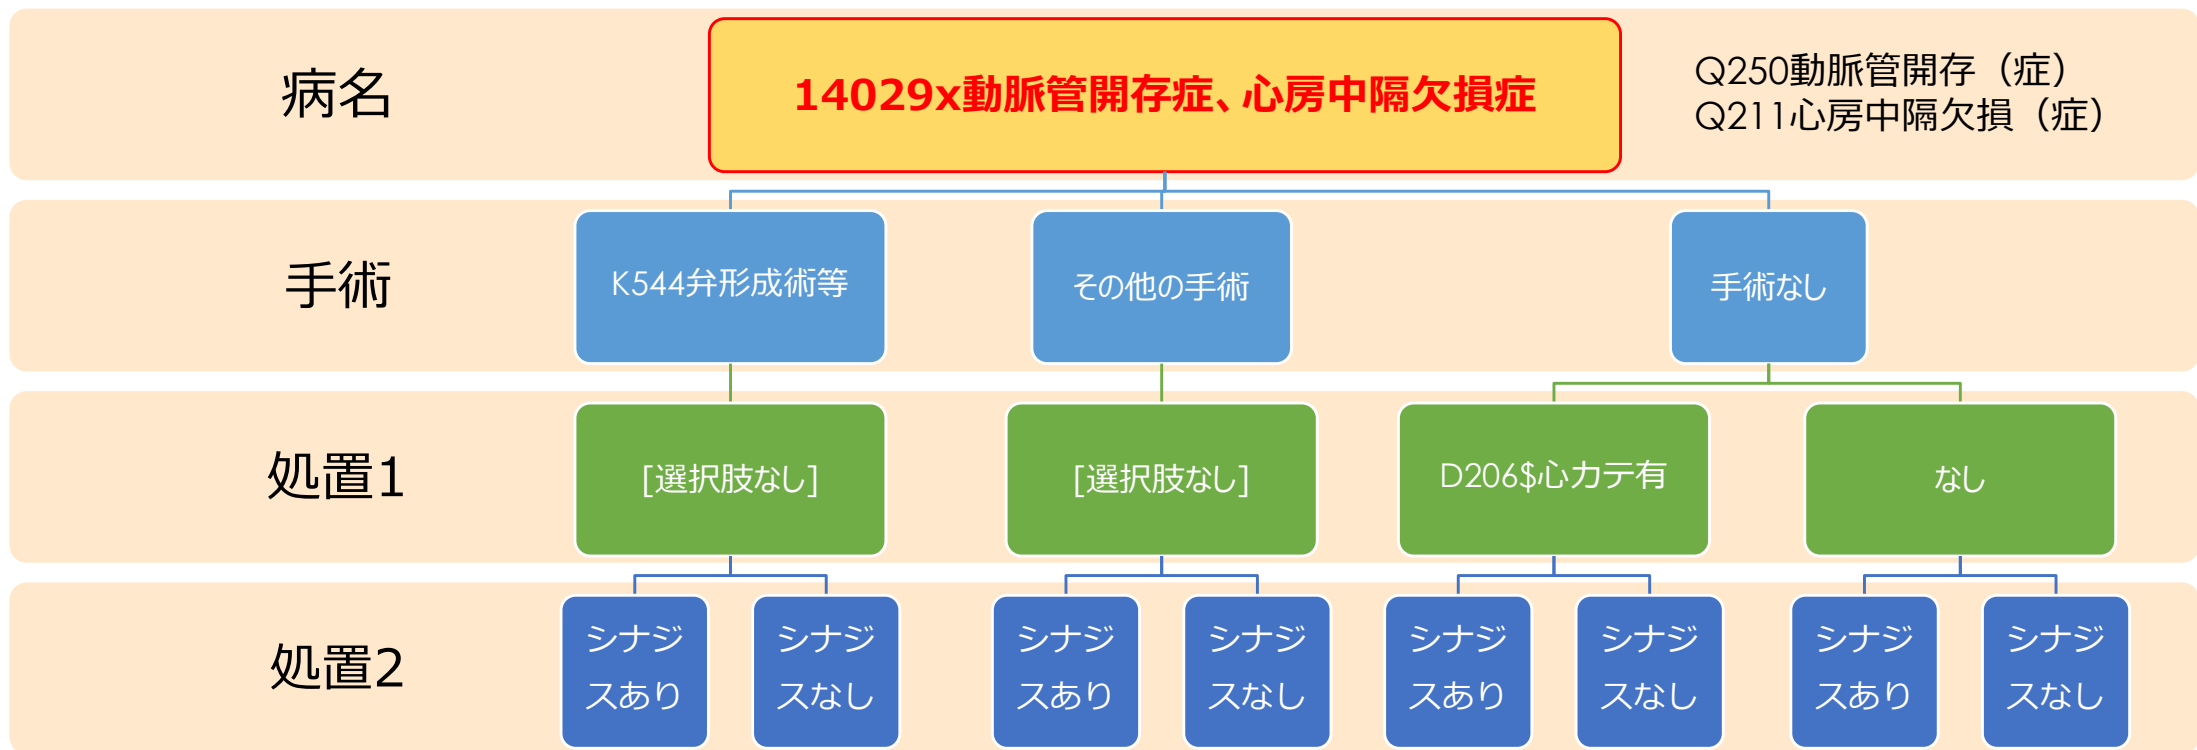 病名
14029x動脈管開存症、心房中隔欠損症
Q250動脈管開存（症）
Q211心房中隔欠損（症）
手術
K544弁形成術等
その他の手術
手術なし
処置1
[選択肢なし]
[選択肢なし]
D206$心カテ有
なし
処置2
シナジ
スあり
シナジ
スなし
シナジ
スあり
シナジ
スなし
シナジ
スあり
シナジ
スなし
シナジ
スあり
シナジ
スなし